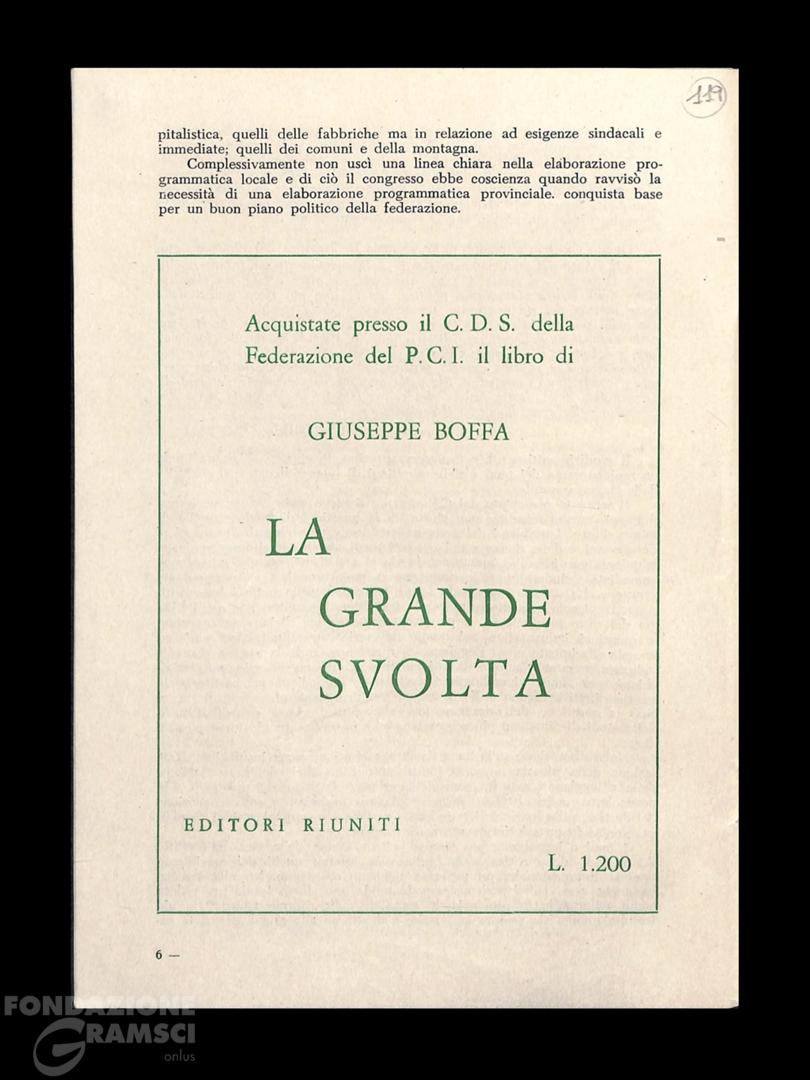 119
pitalistica, quelli delle fabbriche ma in relazione ad esigenze sindacali e
immediate; quelli dei comuni e della montagna.
Complessivamente non uscì una linea chiara nella elaborazione pro-
grammatica locale e di ciò il congresso ebbe coscienza quando ravvisò la
necessità di una elaborazione programmatica provinciale. conquista base
per un buon piano politico della federazione.
Acquistate presso il C. D. S. della
Federazione del P. C. I. il libro di
GIUSEPPE BOFFA
LA
GRANDE
SVOLTA
EDITORI RIUNITI
L. 1.200
6 —
FONDAZIONE
GRAMSCI
onlus